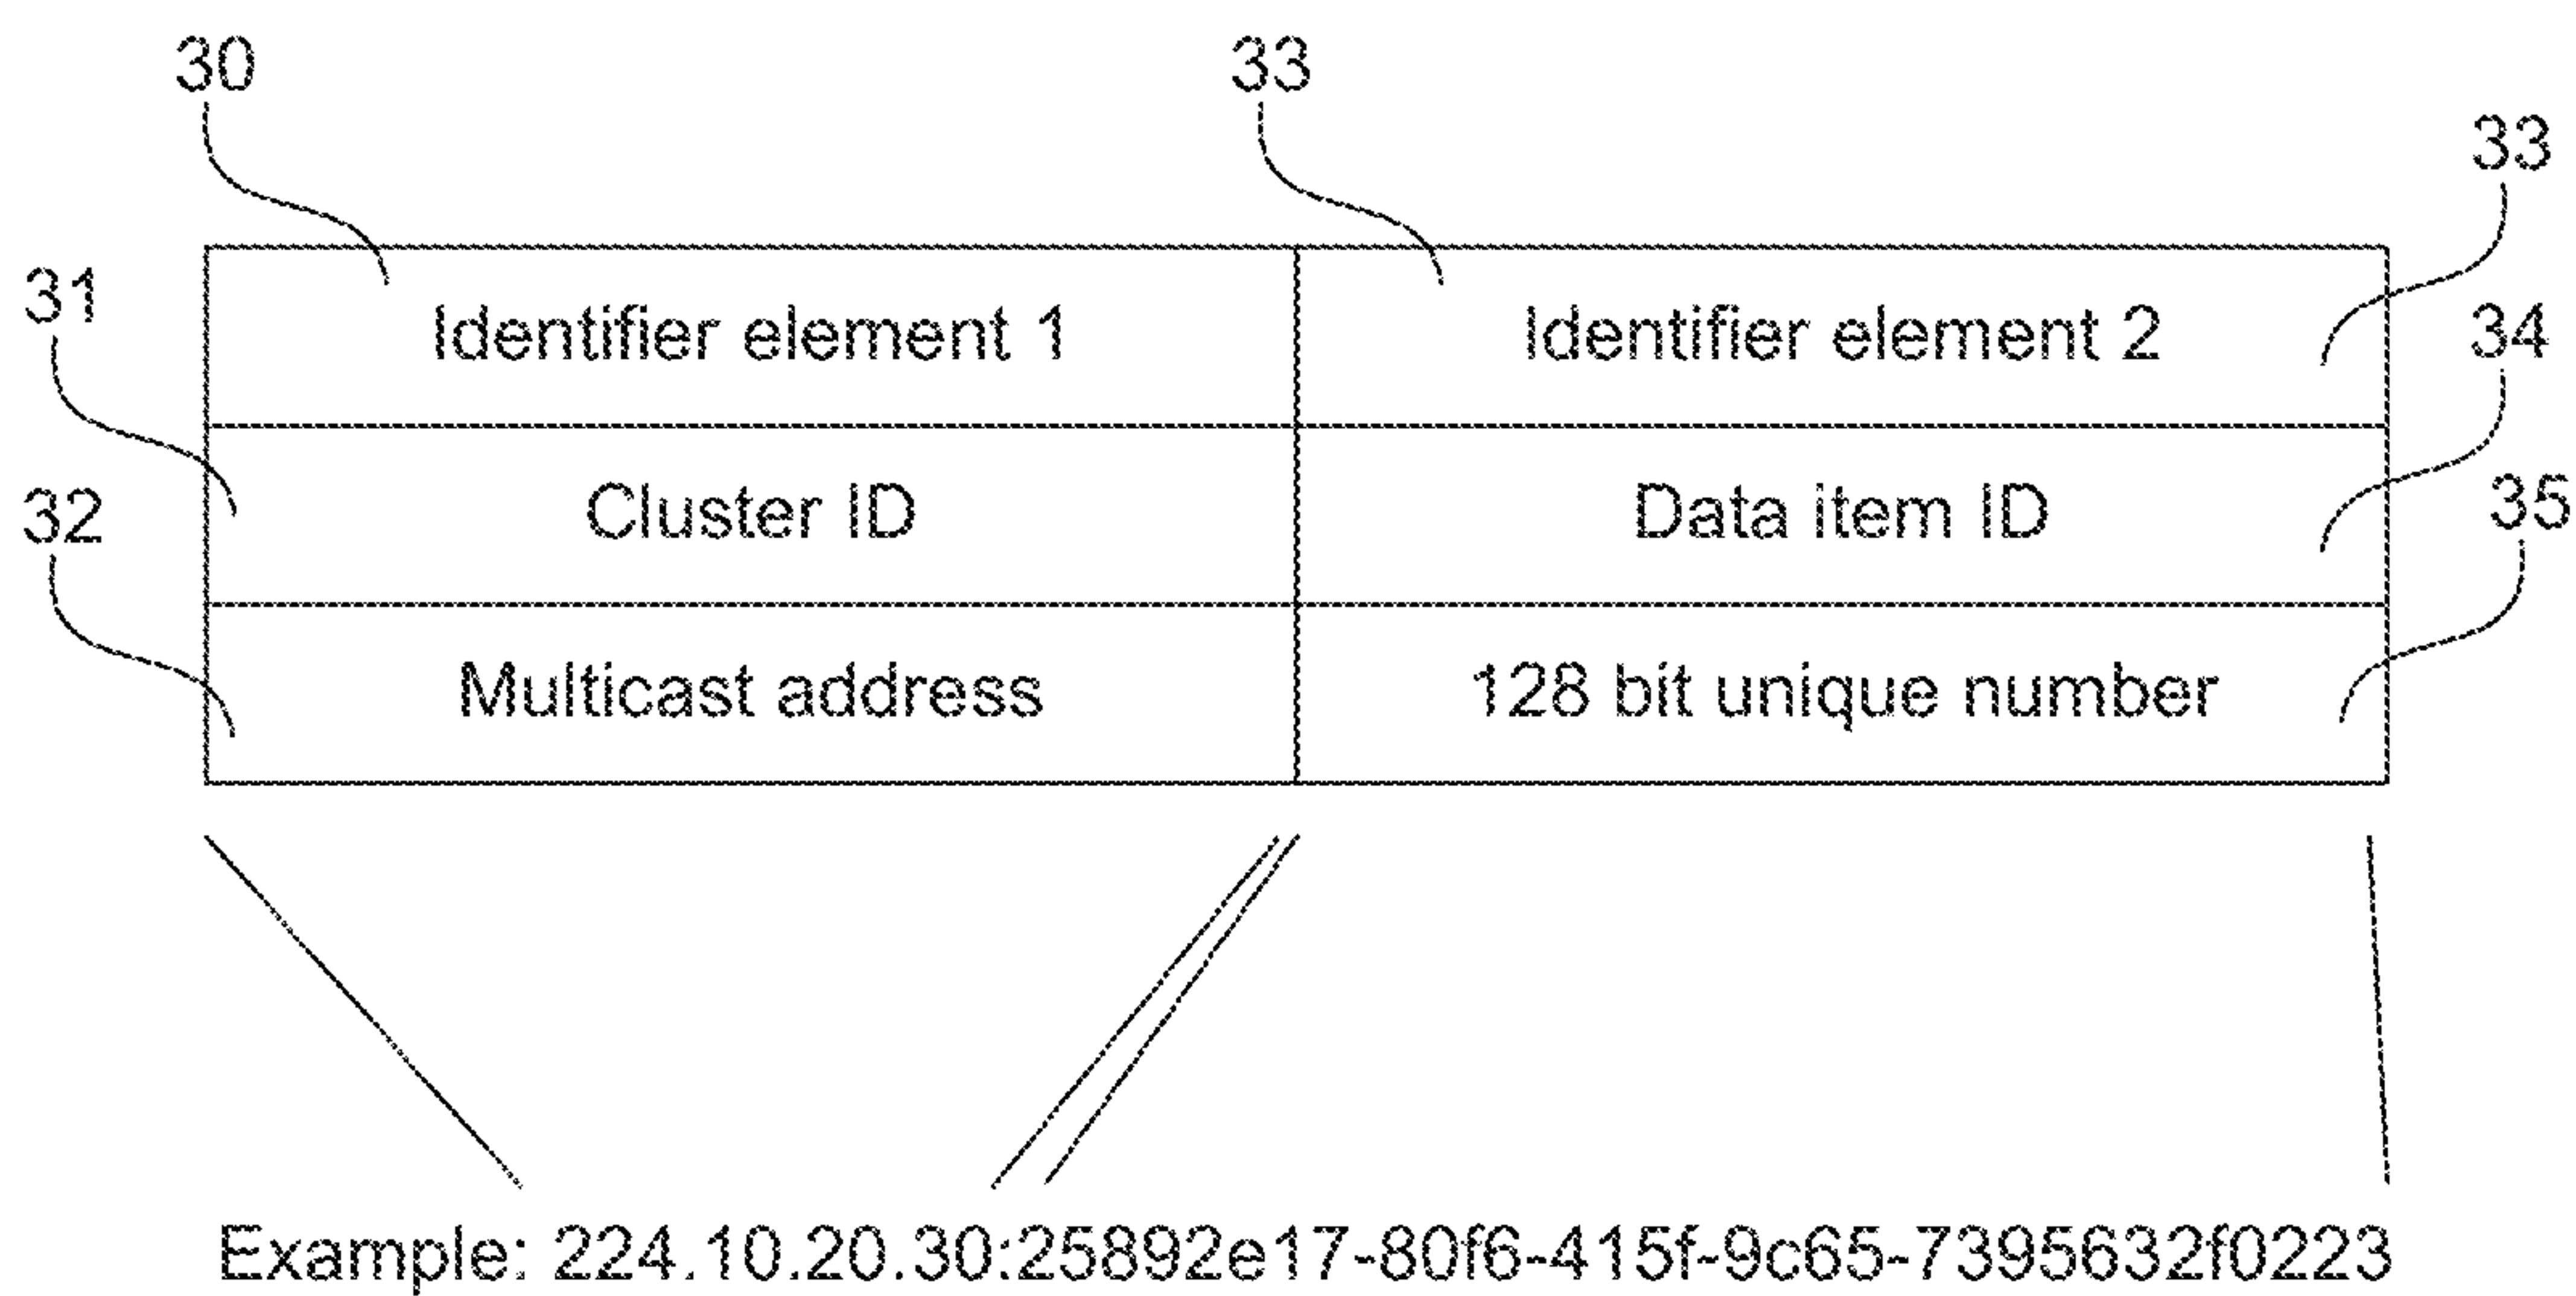 30 33
33
31 Identifier element 1 Identifier element 2 34
32 Cluster ID Data item ID 35
Multicast address 128 bit unique number
Example: 224.10.20.30:25892e17-80f6-415f-9c65-7395632f0223